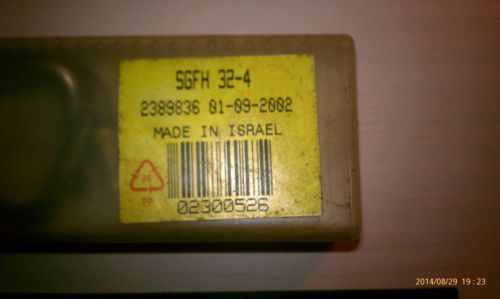 SGFH 32-4
2389836 01-09-2002
MADE IN ISRAEL
PP
02300526
2014/08/29 19:23